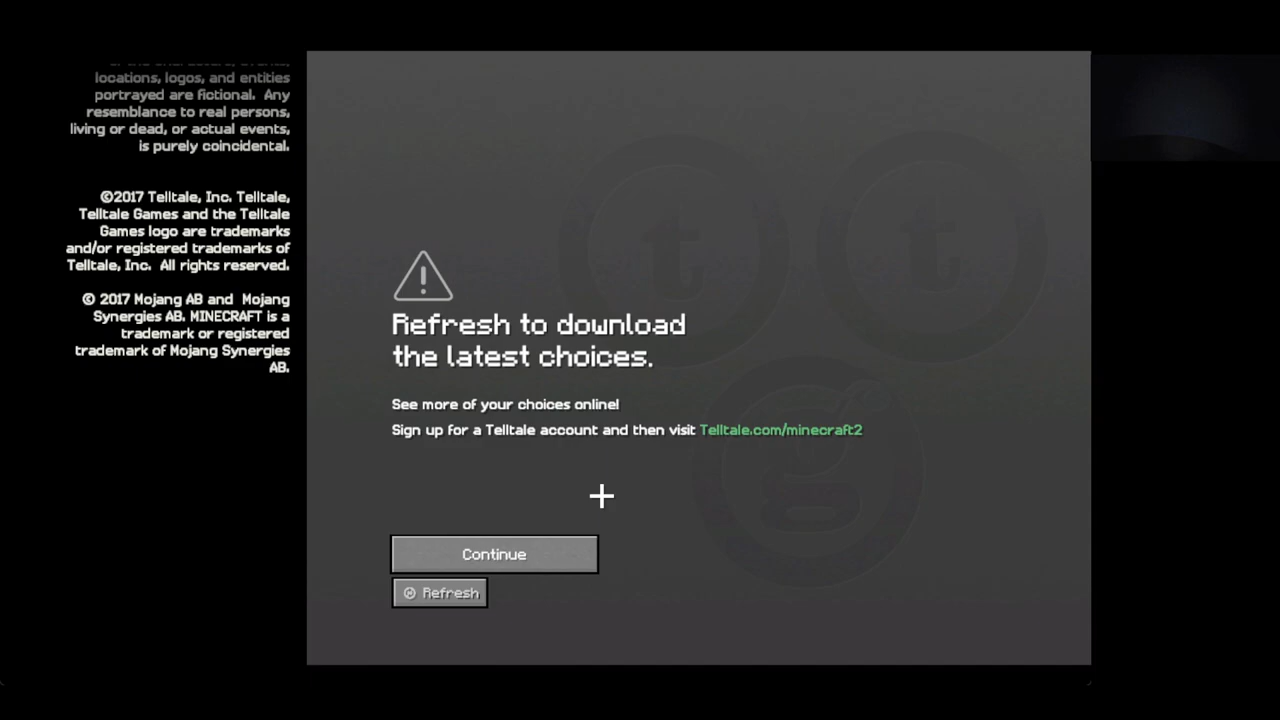 locations, logos, and entities
portrayed are fictional. Any
resemblance to real persons,
living or dead, or actual events,
is purely coincidental.
©2017 Telltale, Inc. Telltale,
Telltale Games and the Telltale
Games logo are trademarks
and/or registered trademarks of
Telltale, Inc. All rights reserved.
© 2017 Mojang AB and Mojang
Synergies AB. MINECRAFT is a
trademark or registered
trademark of Mojang Synergies
AB.
Refresh to download
the latest choices.
See more of your choices online!
Sign up for a Telltale account and then visit Telltale.com/minecraft2
Continue
Refresh